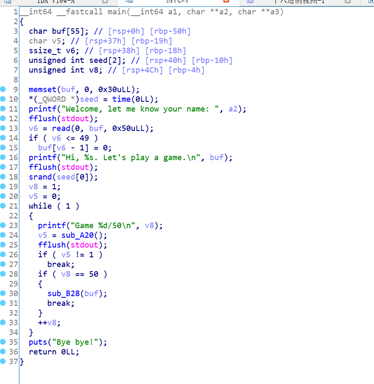 1 __int64 __fastcall main(__int64 a1, char **a2, char **a3)
2 {
3 char buf[55]; // [rsp+0h] [rbp-50h]
4 char v5; // [rsp+37h] [rbp-19h]
5 ssize_t v6; // [rsp+38h] [rbp-18h]
6 unsigned int seed[2]; // [rsp+40h] [rbp-10h]
7 unsigned int v8; // [rsp+4Ch] [rbp-4h]
8
9 memset(buf, 0, 0x30uLL);
10 *(_QWORD *)seed = time(0LL);
11 printf("Welcome, let me know your name: ", a2);
12 fflush(stdout);
13 v6 = read(0, buf, 0x50uLL);
14 if ( v6 <= 49 )
15 buf[v6 - 1] = 0;
16 printf("Hi, %s. Let's play a game.\n", buf);
17 fflush(stdout);
18 srand(seed[0]);
19 v8 = 1;
20 v5 = 0;
21 while ( 1 )
22 {
23 printf("Game %d/50\n", v8);
24 v5 = sub_A20();
25 fflush(stdout);
26 if ( v5 != 1 )
27 break;
28 if ( v8 == 50 )
29 {
30 sub_B28(buf);
31 break;
32 }
33 ++v8;
34 }
35 puts("Bye bye!");
36 return 0LL;
37 }